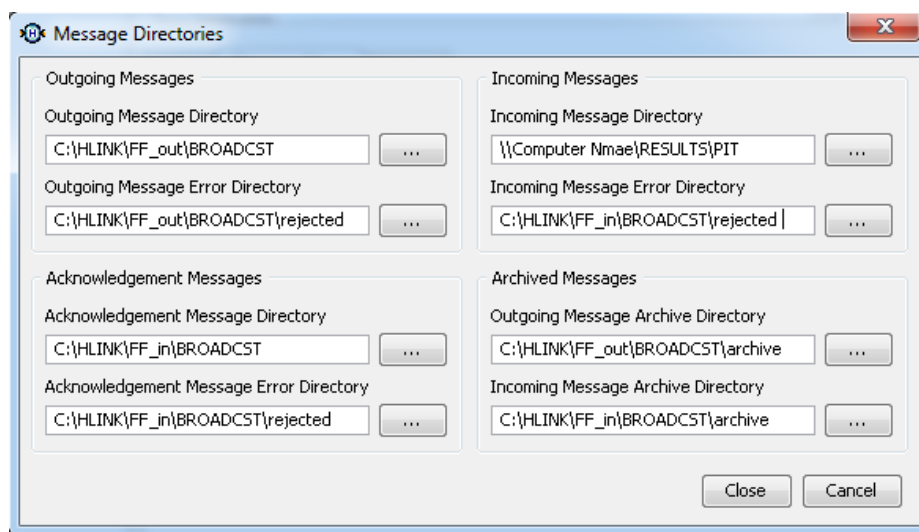 Message Directories
Outgoing Messages
Outgoing Message Directory
C:\HLINK\FF_out\BROADCST
...
Outgoing Message Error Directory
C:\HLINK\FF_out\BROADCST\rejected
...
Incoming Messages
Incoming Message Directory
\\Computer Nmae\RESULTS\PIT
...
Incoming Message Error Directory
C:\HLINK\FF_in\BROADCST\rejected
...
Acknowledgement Messages
Acknowledgement Message Directory
C:\HLINK\FF_in\BROADCST
...
Acknowledgement Message Error Directory
C:\HLINK\FF_in\BROADCST\rejected
...
Archived Messages
Outgoing Message Archive Directory
C:\HLINK\FF_out\BROADCST\archive
...
Incoming Message Archive Directory
C:\HLINK\FF_in\BROADCST\archive
...
Close
Cancel